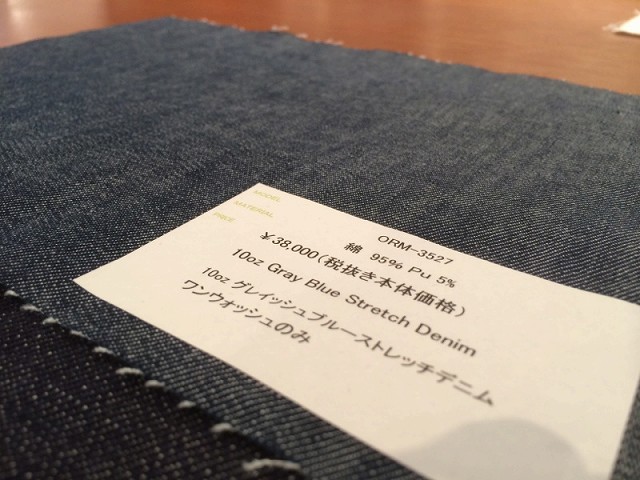 MODEL ORM-3527
MATERIAL 綿 95% Pu 5%
PRICE ¥38,000(税抜き本体価格)
10oz Gray Blue Stretch Denim
10oz グレイッシュブルーストレッチデニム
ワンウォッシュのみ